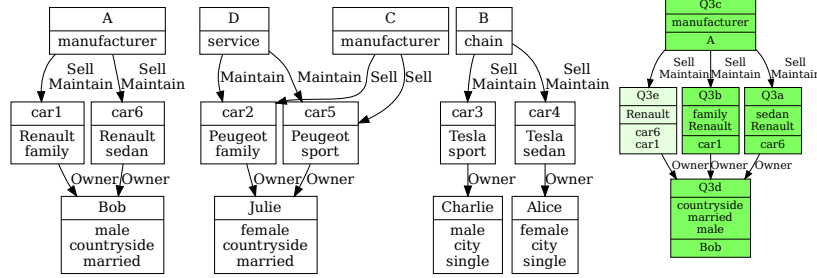 A
manufacturer
D
service
C
manufacturer
B
chain
Sell
Maintain
Sell
Maintain
Maintain
Maintain
Sell
Sell
Sell
Maintain
Sell
Maintain
car1
Renault
family
car6
Renault
sedan
car2
Peugeot
family
car5
Peugeot
sport
car3
Tesla
sport
car4
Tesla
sedan
Owner
Owner
Owner
Owner
Owner
Owner
Bob
male
countryside
married
Julie
female
countryside
married
Charlie
male
city
single
Alice
female
city
single
Q3c
manufacturer
A
Sell
Maintain
Sell
Maintain
Sell
Maintain
Q3e
Renault
car6
car1
Q3b
family
Renault
car1
Q3a
sedan
Renault
car6
Owner
Owner
Owner
Q3d
countryside
married
male
Bob